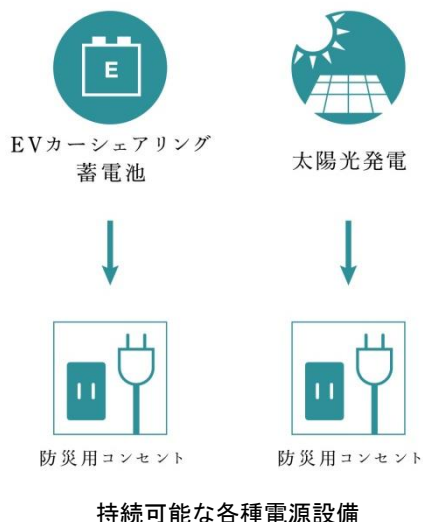 E
EVカーシェアリング
蓄電池
太陽光発電
防災用コンセント
防災用コンセント
持続可能な各種電源設備